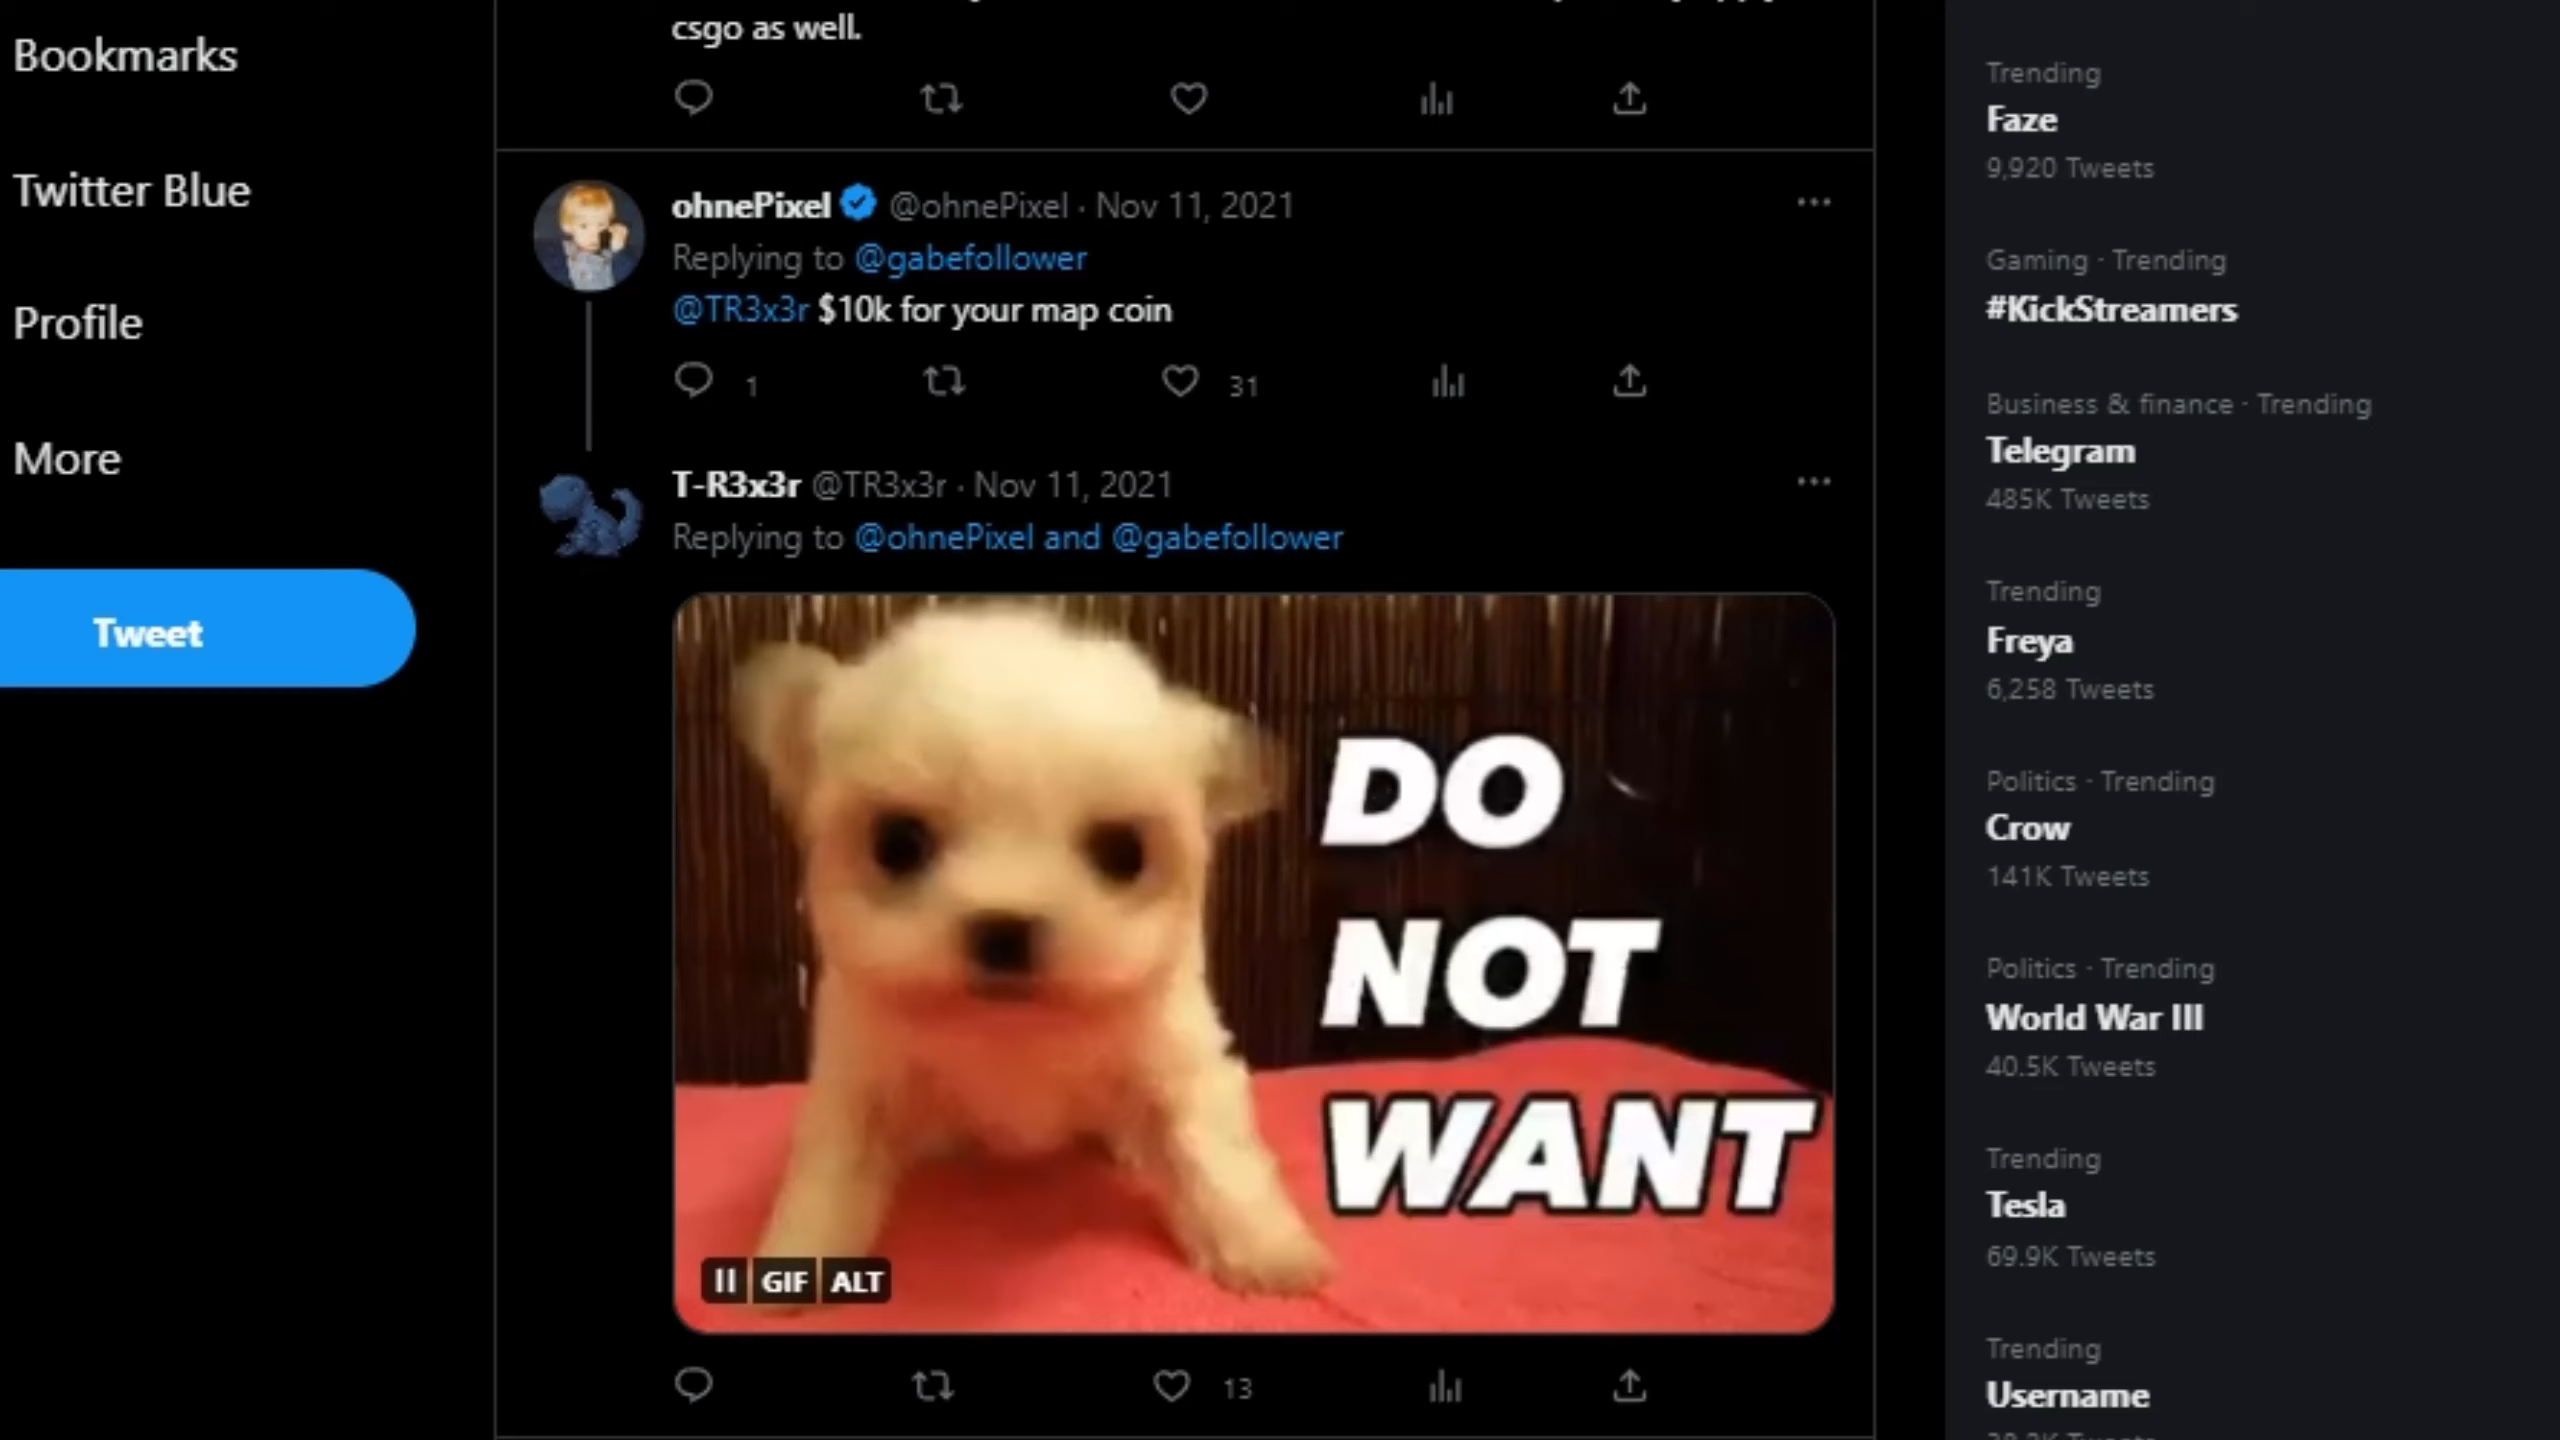 Bookmarks
Twitter Blue
Profile
More
Tweet
csgo as well.
ohnePixel @ohnePixel · Nov 11, 2021
Replying to @gabefollower
@TR3x3r $10k for your map coin
1 31
T-R3x3r @TR3x3r · Nov 11, 2021
Replying to @ohnePixel and @gabefollower
DO
NOT
WANT
GIF ALT
13
Trending
Faze
9,920 Tweets
Gaming · Trending
#KickStreamers
Business & finance · Trending
Telegram
485K Tweets
Trending
Freya
6,258 Tweets
Politics · Trending
Crow
141K Tweets
Politics · Trending
World War III
40.5K Tweets
Trending
Tesla
69.9K Tweets
Trending
Username